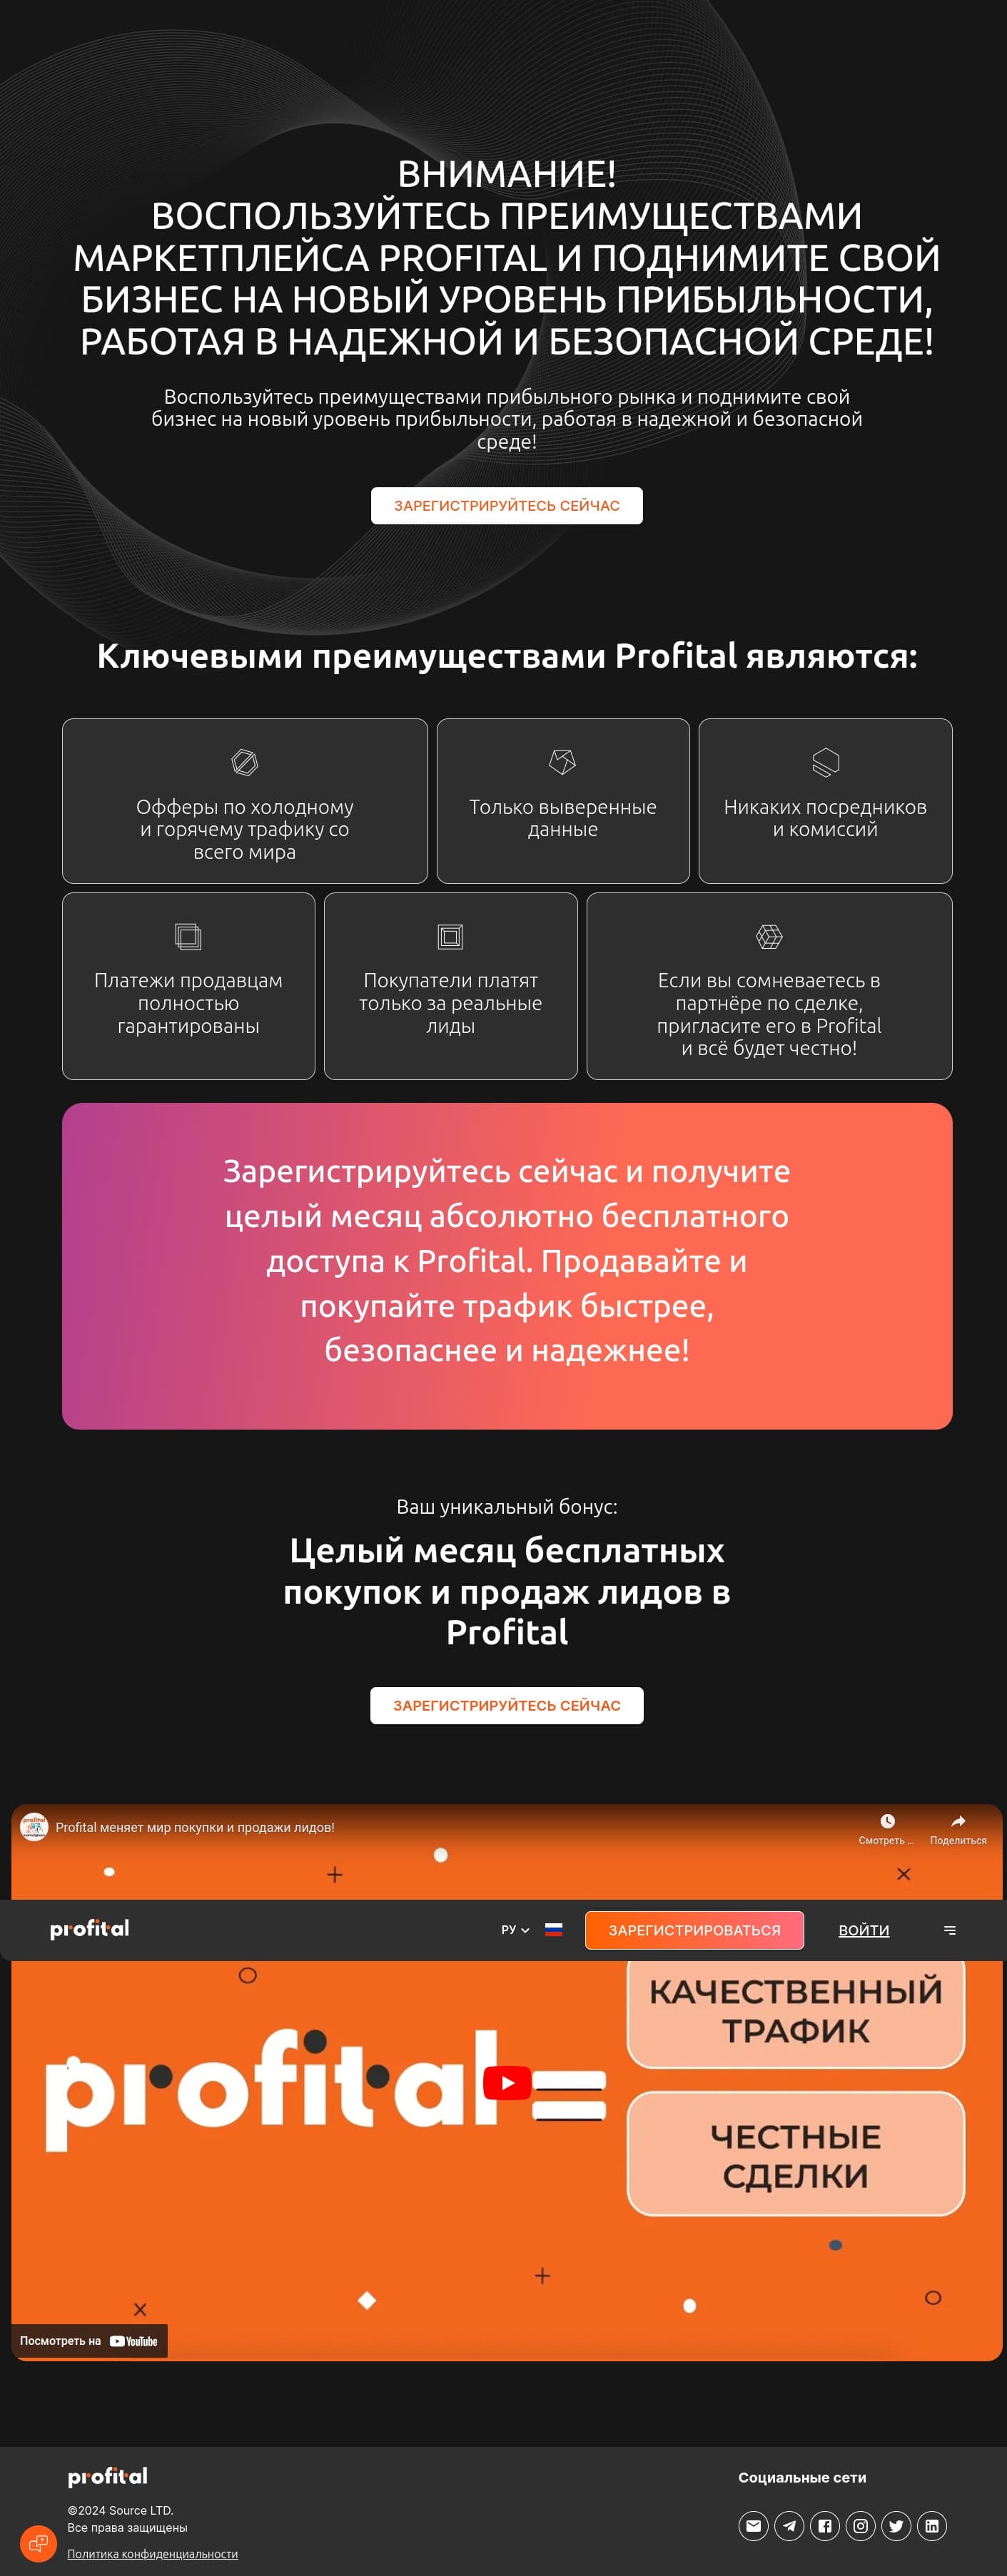 ВНИМАНИЕ!
ВОСПОЛЬЗУЙТЕСЬ ПРЕИМУЩЕСТВАМИ
МАРКЕТПЛЕЙСА PROFITAL И ПОДНИМИТЕ СВОЙ
БИЗНЕС НА НОВЫЙ УРОВЕНЬ ПРИБЫЛЬНОСТИ,
РАБОТАЯ В НАДЕЖНОЙ И БЕЗОПАСНОЙ СРЕДЕ!
Воспользуйтесь преимуществами прибыльного рынка и поднимите свой
бизнес на новый уровень прибыльности, работая в надежной и безопасной
среде!
ЗАРЕГИСТРИРУЙТЕСЬ СЕЙЧАС
Ключевыми преимуществами Profital являются:
Офферы по холодному
и горячему трафику со
всего мира
Только выверенные
данные
Никаких посредников
и комиссий
Платежи продавцам
полностью
гарантированы
Покупатели платят
только за реальные
лиды
Если вы сомневаетесь в
партнёре по сделке,
пригласите его в Profital
и всё будет честно!
Зарегистрируйтесь сейчас и получите
целый месяц абсолютно бесплатного
доступа к Profital. Продавайте и
покупайте трафик быстрее,
безопаснее и надежнее!
Ваш уникальный бонус:
Целый месяц бесплатных
покупок и продаж лидов в
Profital
ЗАРЕГИСТРИРУЙТЕСЬ СЕЙЧАС
Profital меняет мир покупки и продажи лидов!
Смотреть ...
Поделиться
profital
РУ
ЗАРЕГИСТРИРОВАТЬСЯ
ВОЙТИ
profital =
КАЧЕСТВЕННЫЙ
ТРАФИК
ЧЕСТНЫЕ
СДЕЛКИ
Посмотреть на YouTube
profital
©2024 Source LTD.
Все права защищены
Политика конфиденциальности
Социальные сети